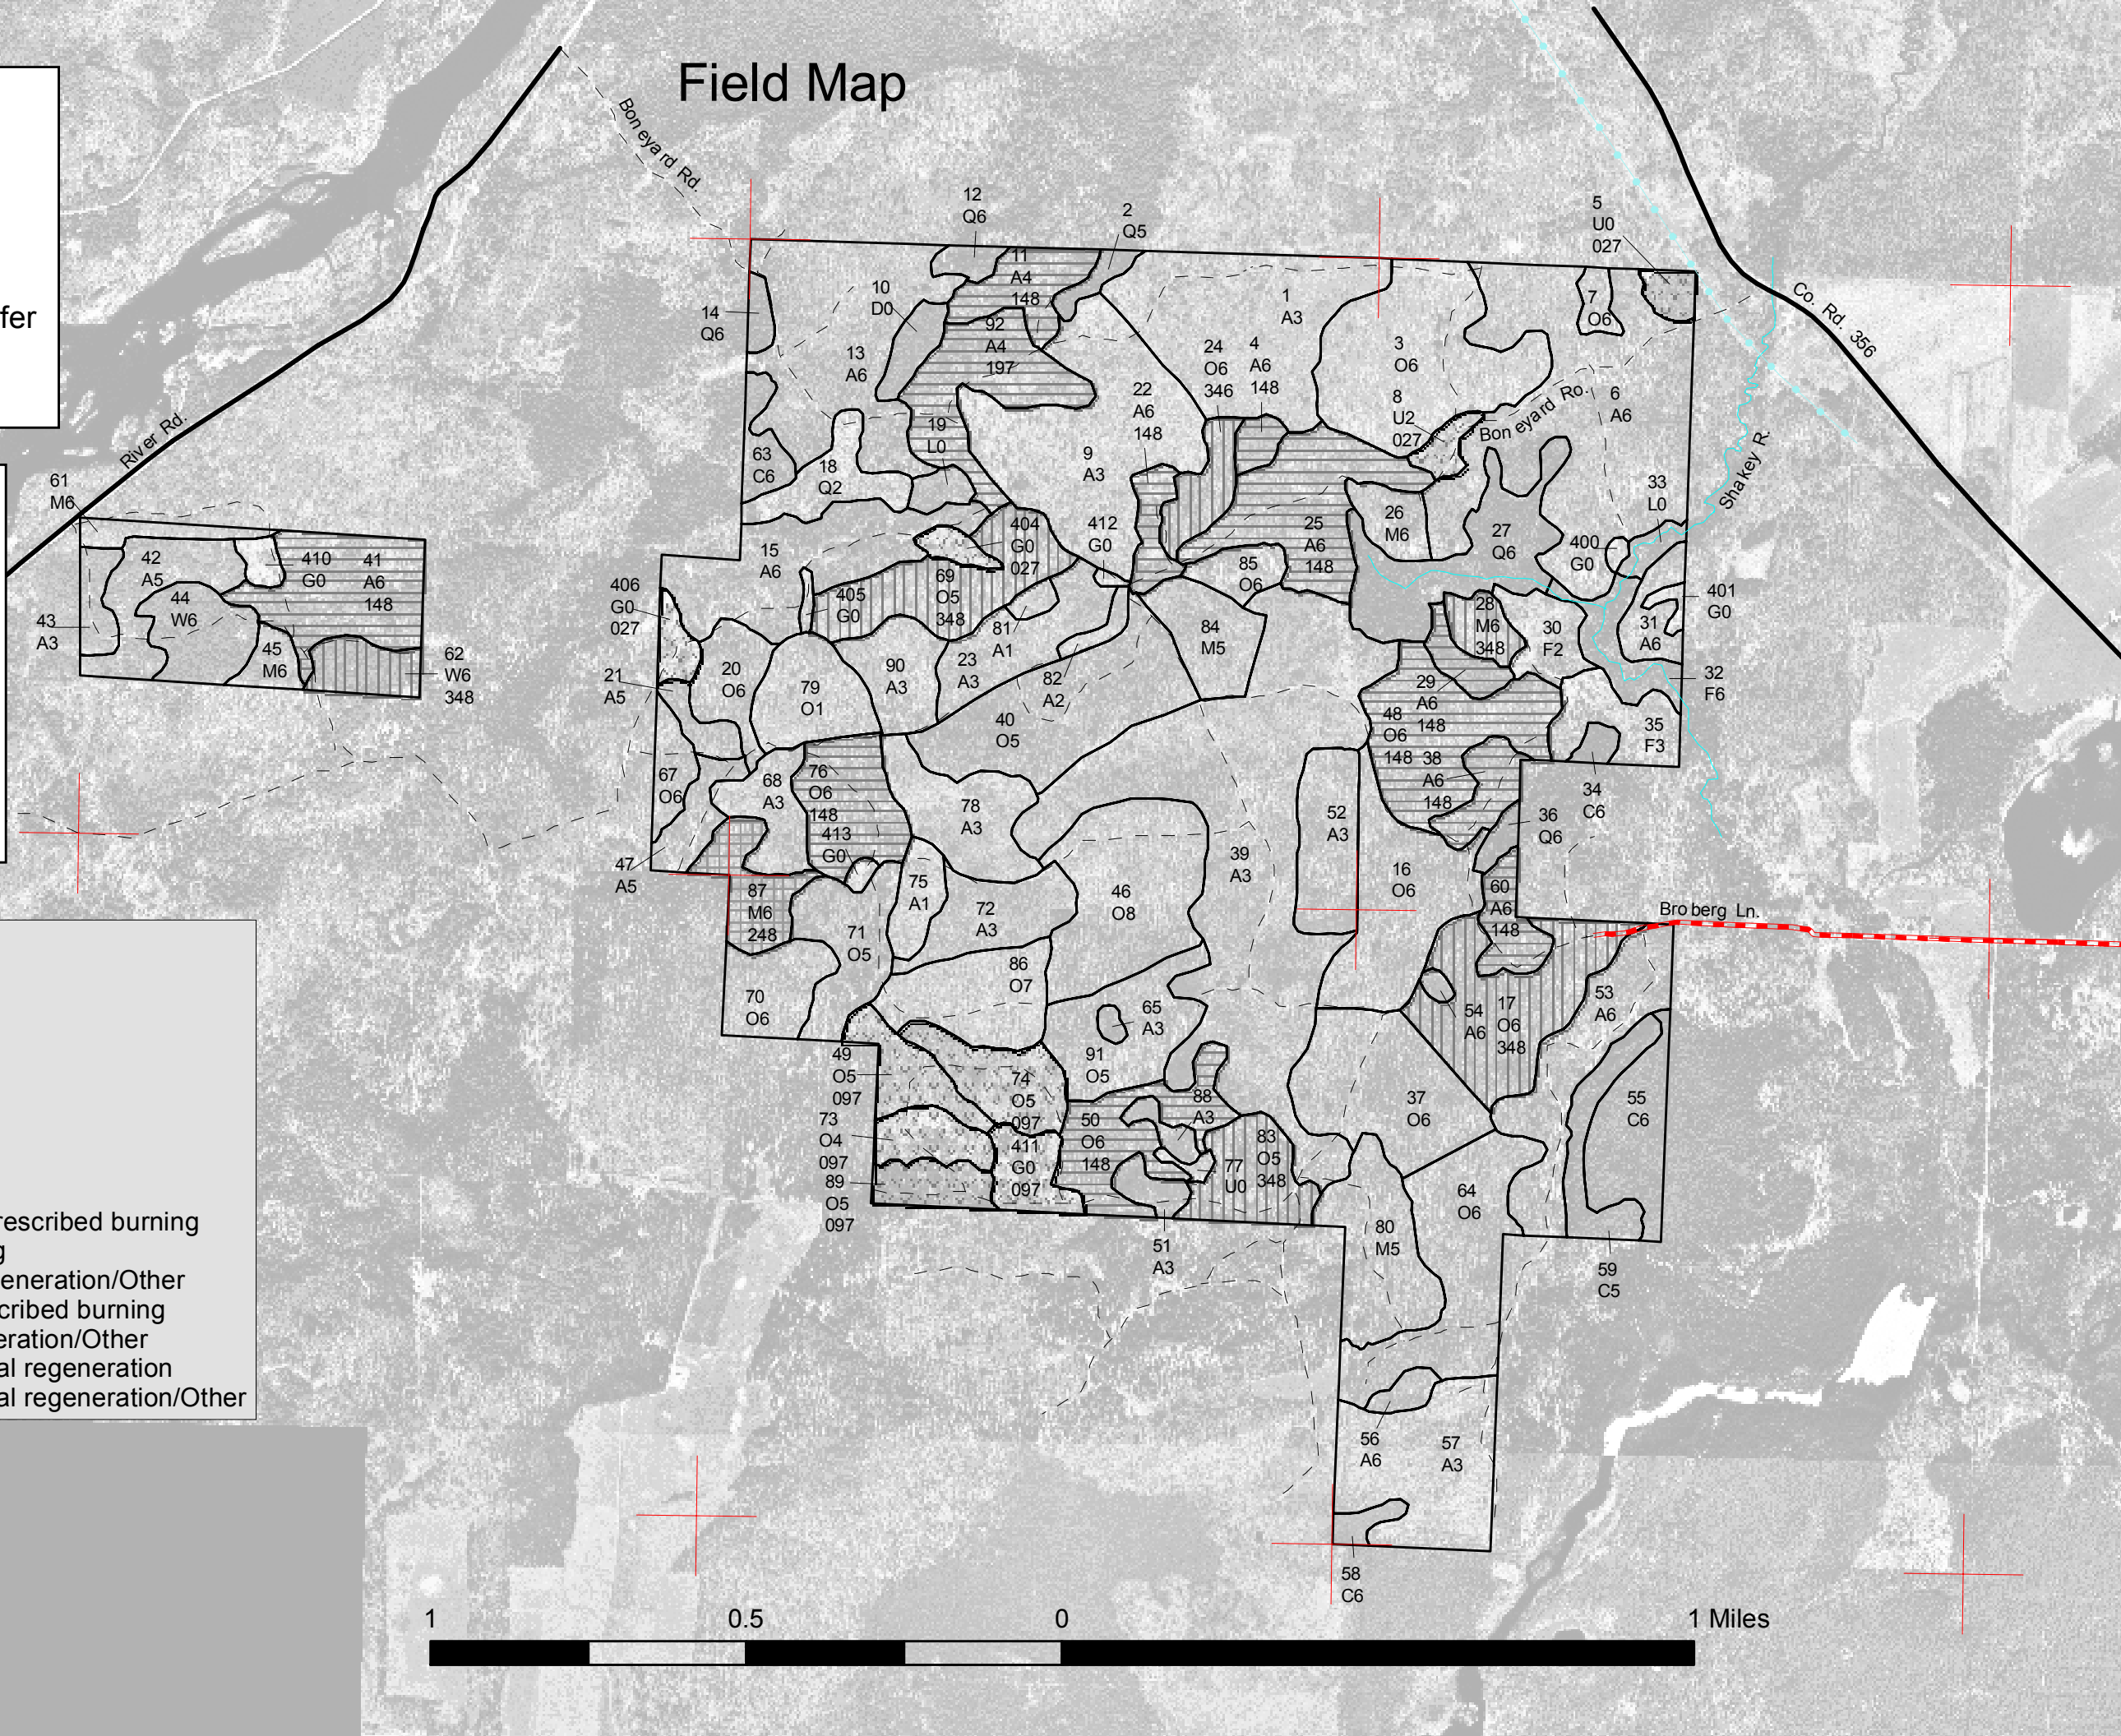 Field Map
fer
Bon eyard Rd.
River Rd.
12
Q6
2
Q5
5
U0
027
11
A4
148
10
D0
14
Q6
92
A4
197
13
A6
1
A3
24
O6
346
4
A6
148
3
O6
7
O6
Co. Rd. 356
8
U2
027
Bon eyard Ro.
6
A6
22
A6
148
19
L0
63
C6
18
Q2
9
A3
Shakey R.
33
L0
61
M6
404
G0
027
412
G0
25
A6
148
26
M6
27
Q6
400
G0
42
A5
410
G0
41
A6
148
15
A6
69
O5
348
85
O6
406
G0
027
405
G0
401
G0
44
W6
43
A3
45
M6
62
W6
348
28
M6
348
30
F2
31
A6
81
A1
84
M5
20
O6
90
A3
23
A3
82
A2
21
A5
79
O1
29
A6
148
32
F6
40
O5
48
O6
148
35
F3
38
A6
148
67
O6
68
A3
76
O6
148
34
C6
78
A3
52
A3
36
Q6
413
G0
47
A5
39
A3
16
O6
75
A1
87
M6
248
46
O8
60
A6
148
72
A3
Bro berg Ln.
71
O5
86
O7
70
O6
65
A3
54
A6
17
O6
348
53
A6
49
O5
097
91
O5
74
O5
097
88
A3
37
O6
55
C6
73
O4
097
50
O6
148
83
O5
348
411
G0
097
77
U0
89
O5
097
64
O6
80
M5
51
A3
59
C5
rescribed burning
g
eneration/Other
cribed burning
eration/Other
al regeneration
al regeneration/Other
56
A6
57
A3
58
C6
1 0.5 0 1 Miles